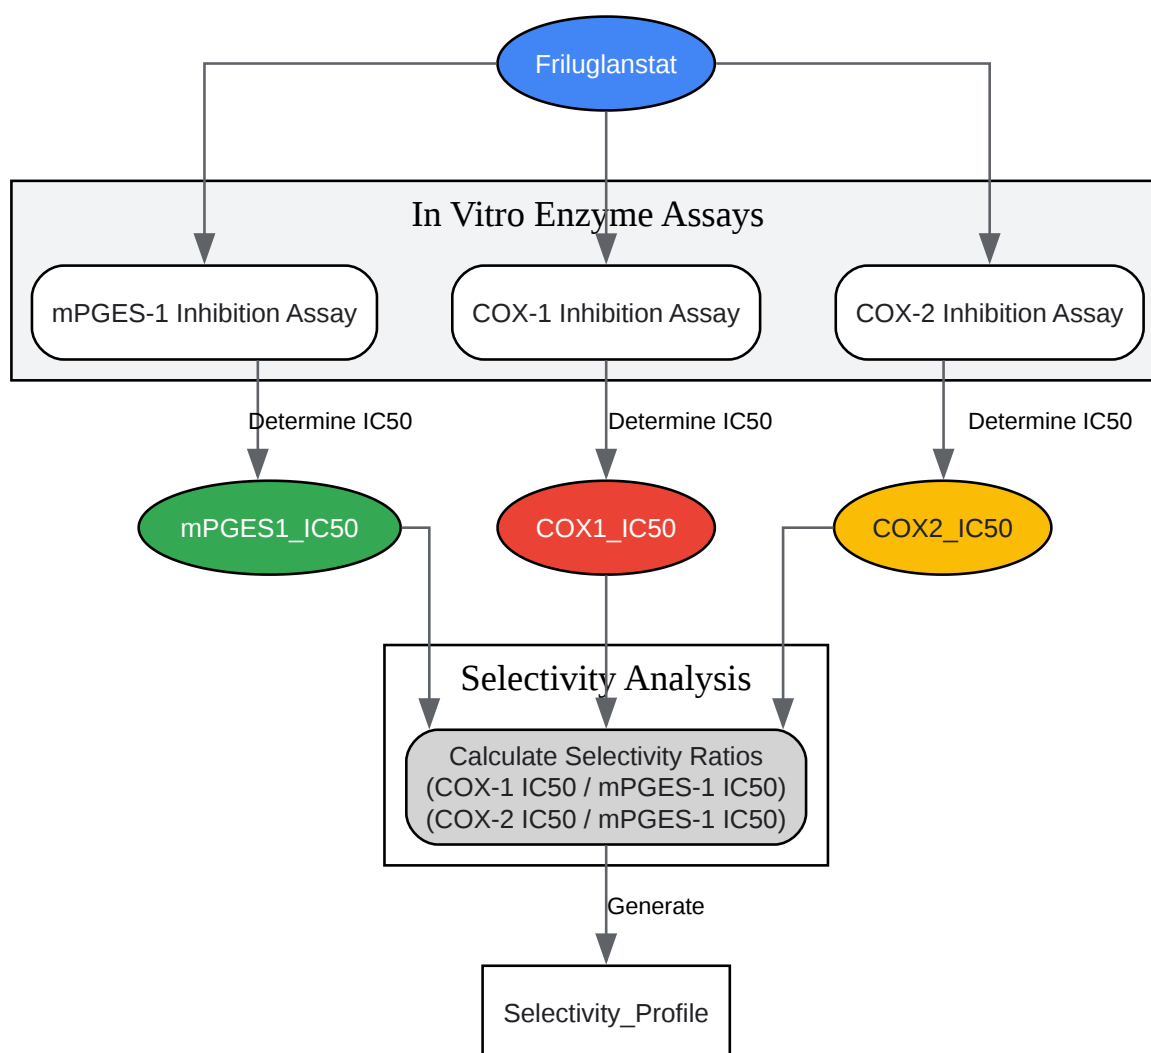 Friluglanstat
In Vitro Enzyme Assays
mPGES-1 Inhibition Assay
COX-1 Inhibition Assay
COX-2 Inhibition Assay
Determine IC50
Determine IC50
Determine IC50
mPGES1_IC50
COX1_IC50
COX2_IC50
Selectivity Analysis
Calculate Selectivity Ratios
(COX-1 IC50 / mPGES-1 IC50)
(COX-2 IC50 / mPGES-1 IC50)
Generate
Selectivity_Profile